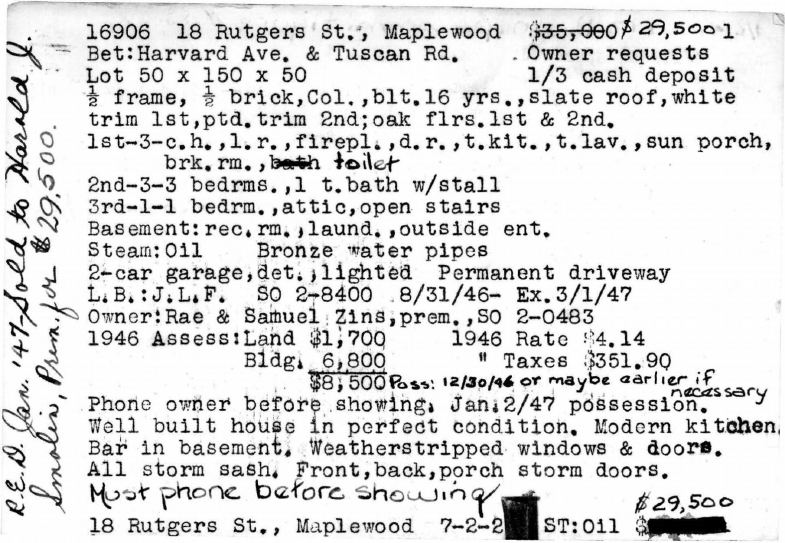 16906 18 Rutgers St., Maplewood $35,000 $29,500 1
Bet:Harvard Ave. & Tuscan Rd. Owner requests
Lot 50 x 150 x 50 1/3 cash deposit
½ frame, ½ brick,Col.,blt.16 yrs.,slate roof,white
trim 1st,ptd.trim 2nd;oak flrs.1st & 2nd.
1st-3-c.h.,l.r.,firepl.,d.r.,t.kit.,t.lav.,sun porch,
brk.rm.,bath toilet
2nd-3-3 bedrms.,1 t.bath w/stall
3rd-1-1 bedrm.,attic,open stairs
Basement:rec.rm.,laund.,outside ent.
Steam:Oil Bronze water pipes
2-car garage,det.,lighted Permanent driveway
L.B.:J.L.F. SO 2-8400 8/31/46- Ex.3/1/47
Owner:Rae & Samuel Zins,prem.,SO 2-0483
1946 Assess:Land $1,700 1946 Rate $4.14
Bldg. 6,800 " Taxes $351.90
$8,500 Poss: 12/30/46 or maybe earlier if
necessary
Phone owner before showing. Jan.2/47 possession.
Well built house in perfect condition. Modern kitchen.
Bar in basement. Weatherstripped windows & doors.
All storm sash. Front,back,porch storm doors.
Must phone before showing
$29,500
18 Rutgers St., Maplewood 7-2-2 ST:Oil $
R.E.D. Jan. '47-Sold to Harold J.
Smolin, Prem. for $29,500.